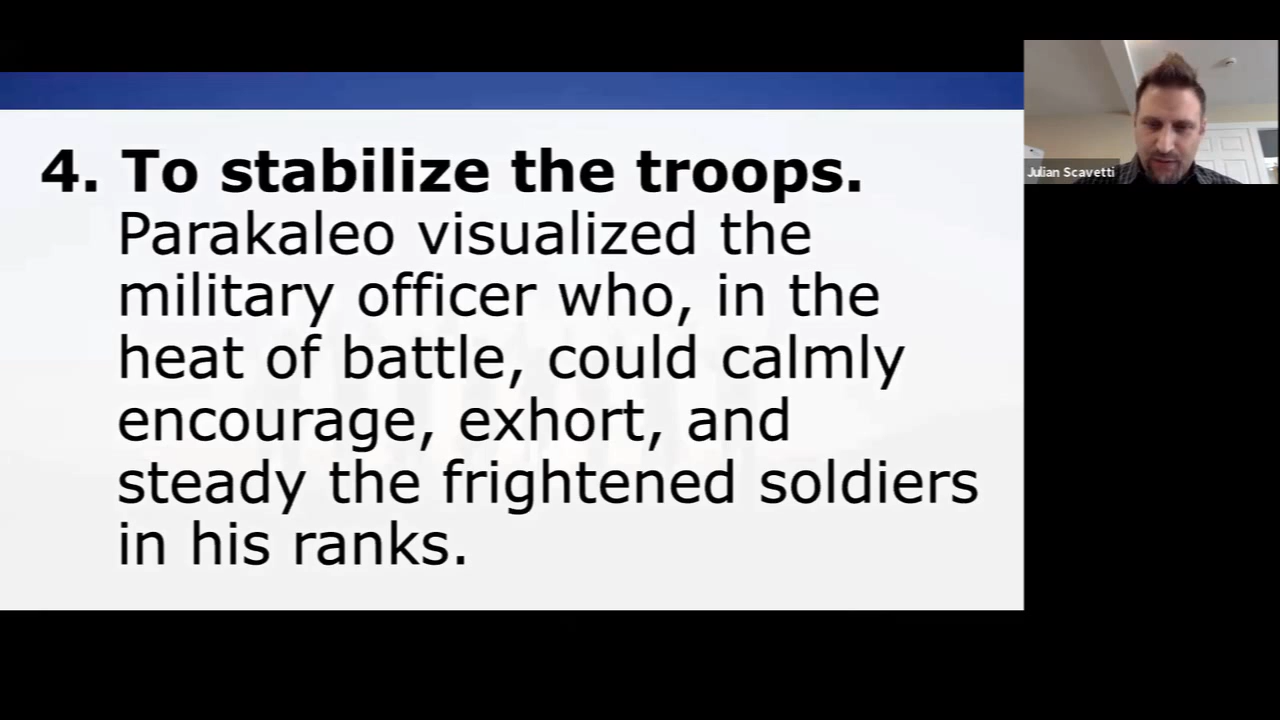 4. To stabilize the troops.
Parakaleo visualized the
military officer who, in the
heat of battle, could calmly
encourage, exhort, and
steady the frightened soldiers
in his ranks.
Julian Scavetti